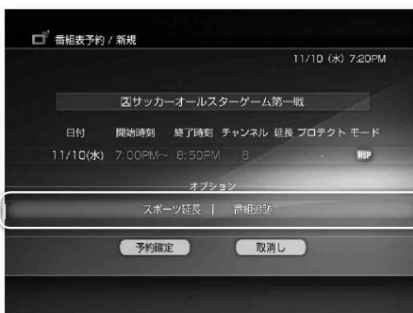 番組表予約 / 新規
11/10 (水) 7:20PM
サッカーオールスターゲーム第一戦
日付 開始時刻 終了時刻 チャンネル 延長 プロテクト モード
11/10(水) 7:00PM~ 8:50PM 8 - - HSP
オプション
スポーツ延長 | 番組追跡
予約確定 取消し